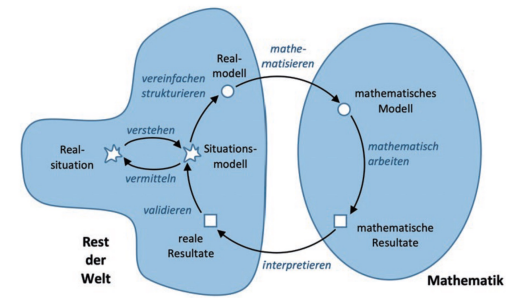 Real-
modell
mathe-
matisieren
vereinfachen
strukturieren
mathematisches
Modell
verstehen
Real-
situation
Situations-
modell
mathematisch
arbeiten
vermitteln
validieren
reale
Resultate
mathematische
Resultate
interpretieren
Rest
der
Welt
Mathematik